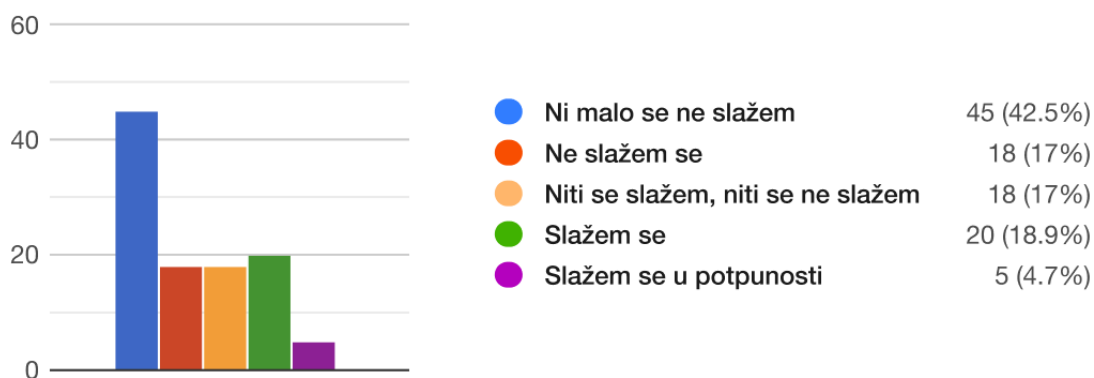 60
40
20
0
Ni malo se ne slažem 45 (42.5%)
Ne slažem se 18 (17%)
Niti se slažem, niti se ne slažem 18 (17%)
Slažem se 20 (18.9%)
Slažem se u potpunosti 5 (4.7%)